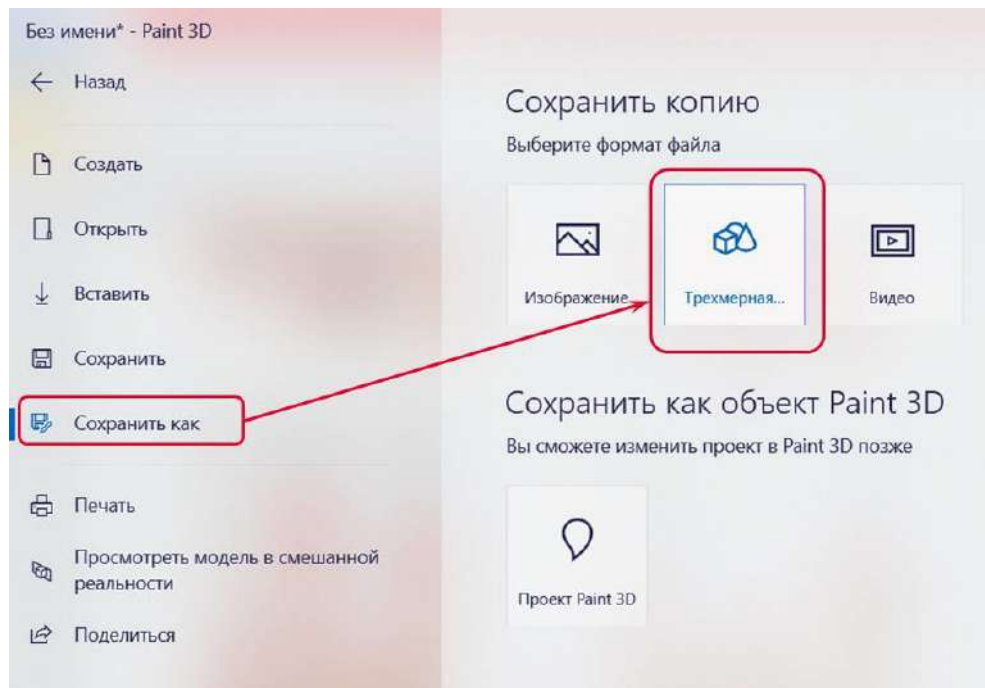 Без имени* - Paint 3D
Назад
Создать
Открыть
Вставить
Сохранить
Сохранить как
Печать
Просмотреть модель в смешанной
реальности
Поделиться
Сохранить копию
Выберите формат файла
Изображение
Трехмерная...
Видео
Сохранить как объект Paint 3D
Вы сможете изменить проект в Paint 3D позже
Проект Paint 3D